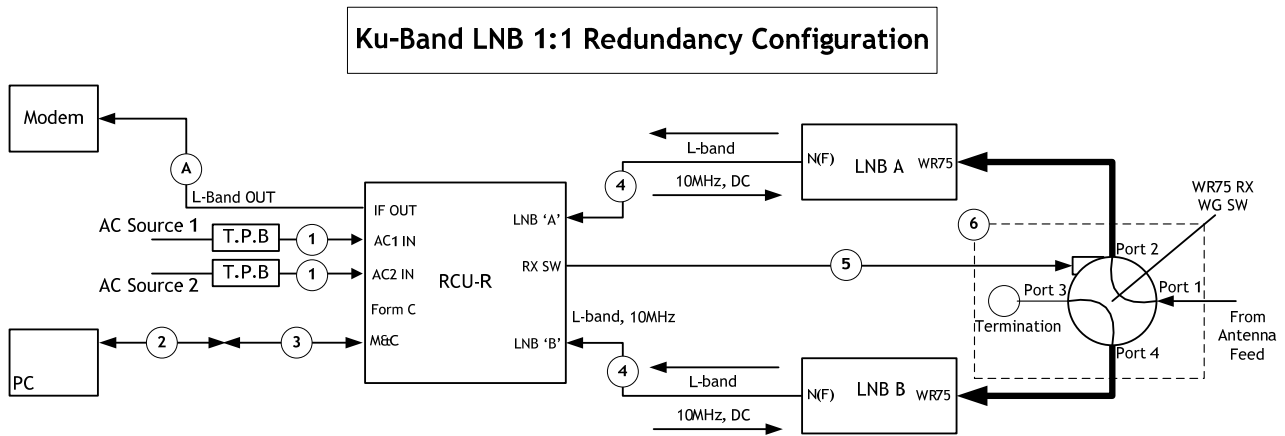 Ku-Band LNB 1:1 Redundancy Configuration
Modem
A
L-Band OUT
AC Source 1
T.P.B
1
AC Source 2
T.P.B
1
PC
2
3
IF OUT
AC1 IN
AC2 IN
Form C
M&C
RCU-R
LNB ‘A’
RX SW
L-band, 10MHz
LNB ‘B’
L-band
4
10MHz, DC
N(F)
LNB A
WR75
5
4
L-band
10MHz, DC
N(F)
LNB B
WR75
WR75 RX
WG SW
6
Port 2
Port 3
Port 1
Termination
Port 4
From
Antenna
Feed